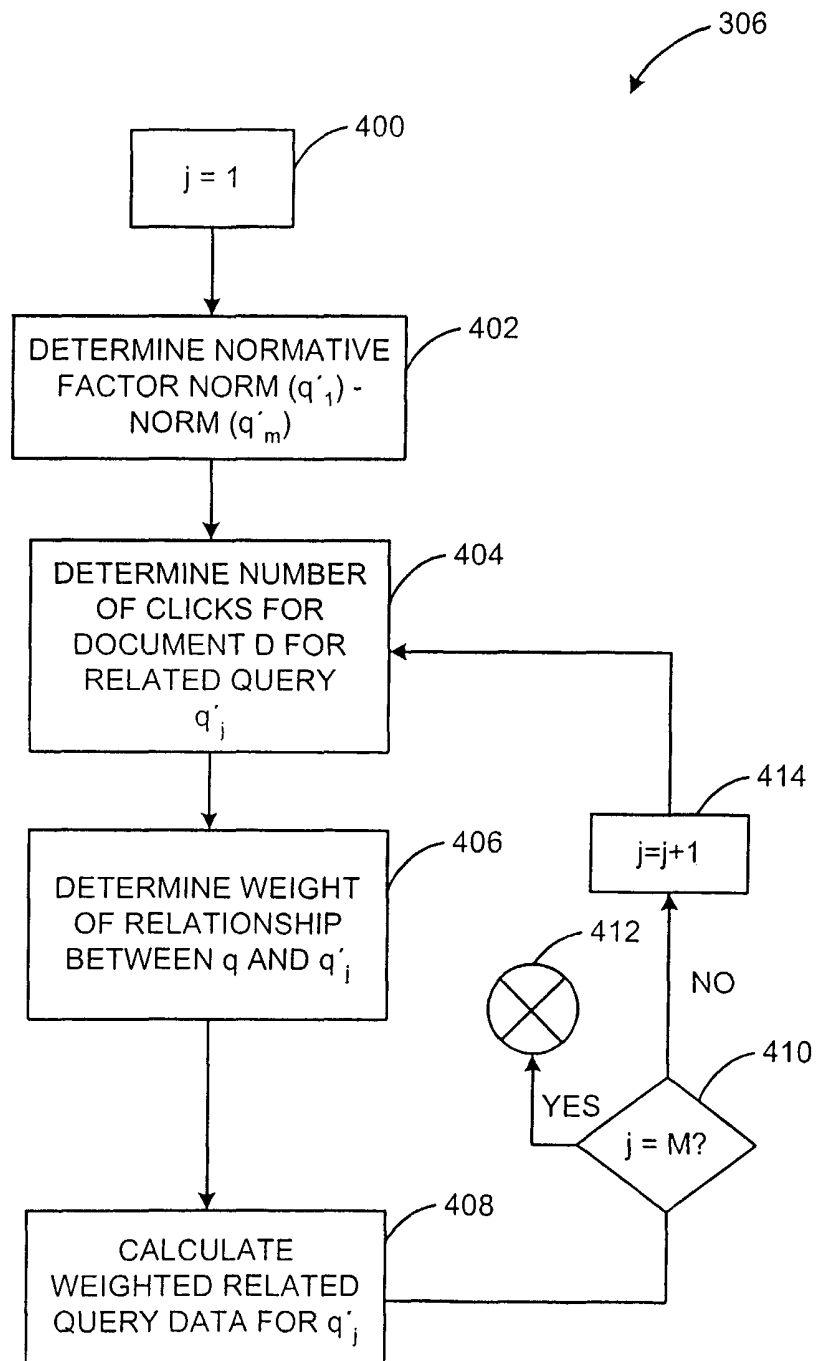 306
400
j = 1
402
DETERMINE NORMATIVE
FACTOR NORM (q′₁) -
NORM (q′ₘ)
404
DETERMINE NUMBER
OF CLICKS FOR
DOCUMENT D FOR
RELATED QUERY
q′ⱼ
406
DETERMINE WEIGHT
OF RELATIONSHIP
BETWEEN q AND q′ⱼ
408
CALCULATE
WEIGHTED RELATED
QUERY DATA FOR q′ⱼ
410
j = M?
YES
412
NO
414
j=j+1